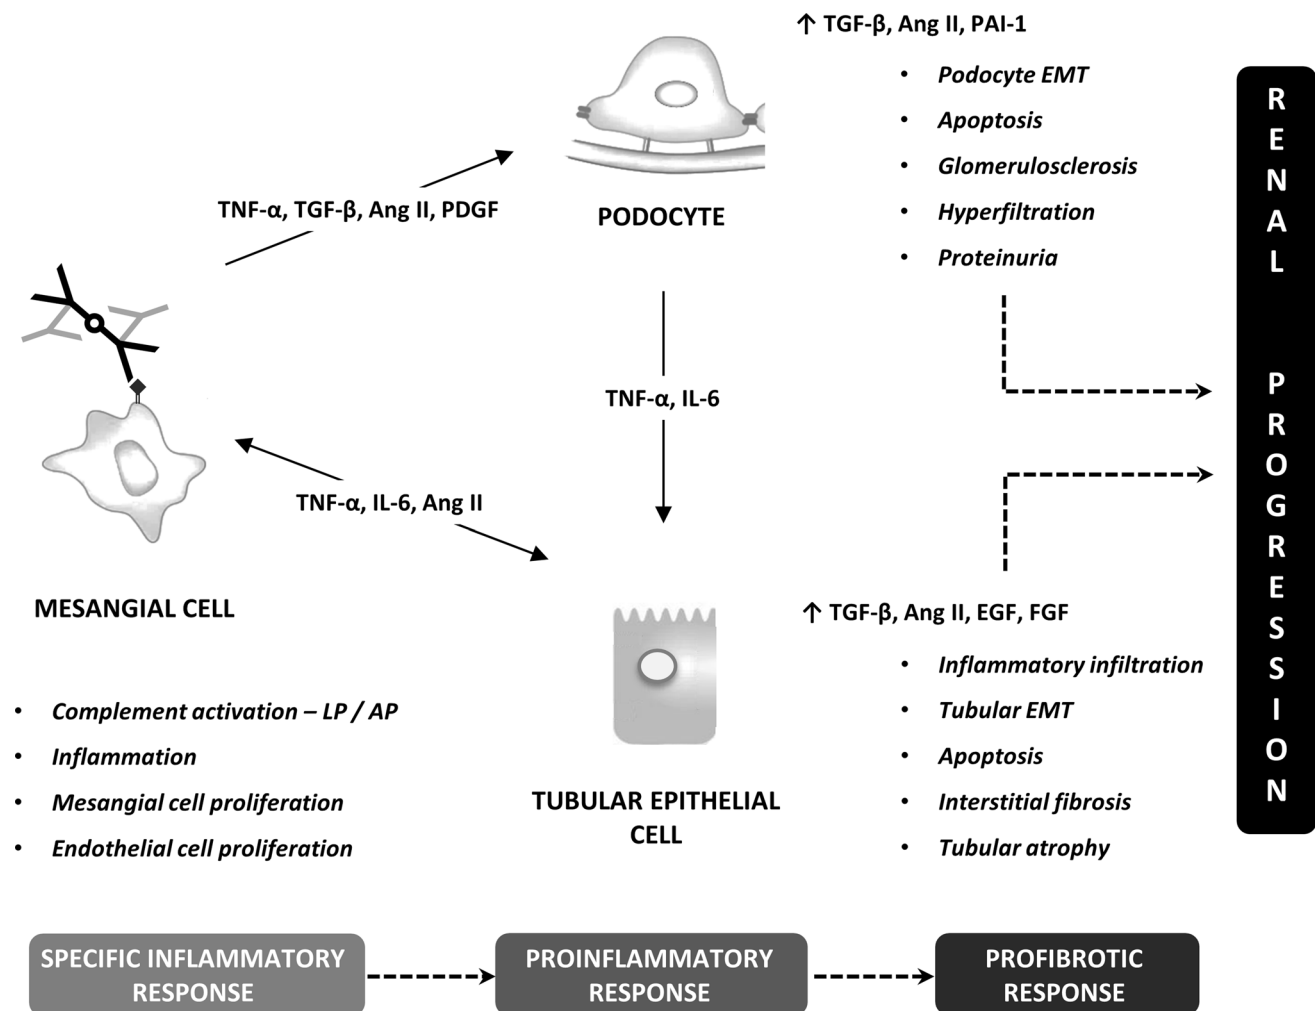 ↑ TGF-β, Ang II, PAI-1
• Podocyte EMT
• Apoptosis
• Glomerulosclerosis
• Hyperfiltration
• Proteinuria
TNF-α, TGF-β, Ang II, PDGF
PODOCYTE
TNF-α, IL-6
TNF-α, IL-6, Ang II
MESANGIAL CELL
• Complement activation – LP / AP
• Inflammation
• Mesangial cell proliferation
• Endothelial cell proliferation
TUBULAR EPITHELIAL
CELL
↑ TGF-β, Ang II, EGF, FGF
• Inflammatory infiltration
• Tubular EMT
• Apoptosis
• Interstitial fibrosis
• Tubular atrophy
RENAL PROGRESSION
SPECIFIC INFLAMMATORY
RESPONSE
PROINFLAMMATORY
RESPONSE
PROFIBROTIC
RESPONSE